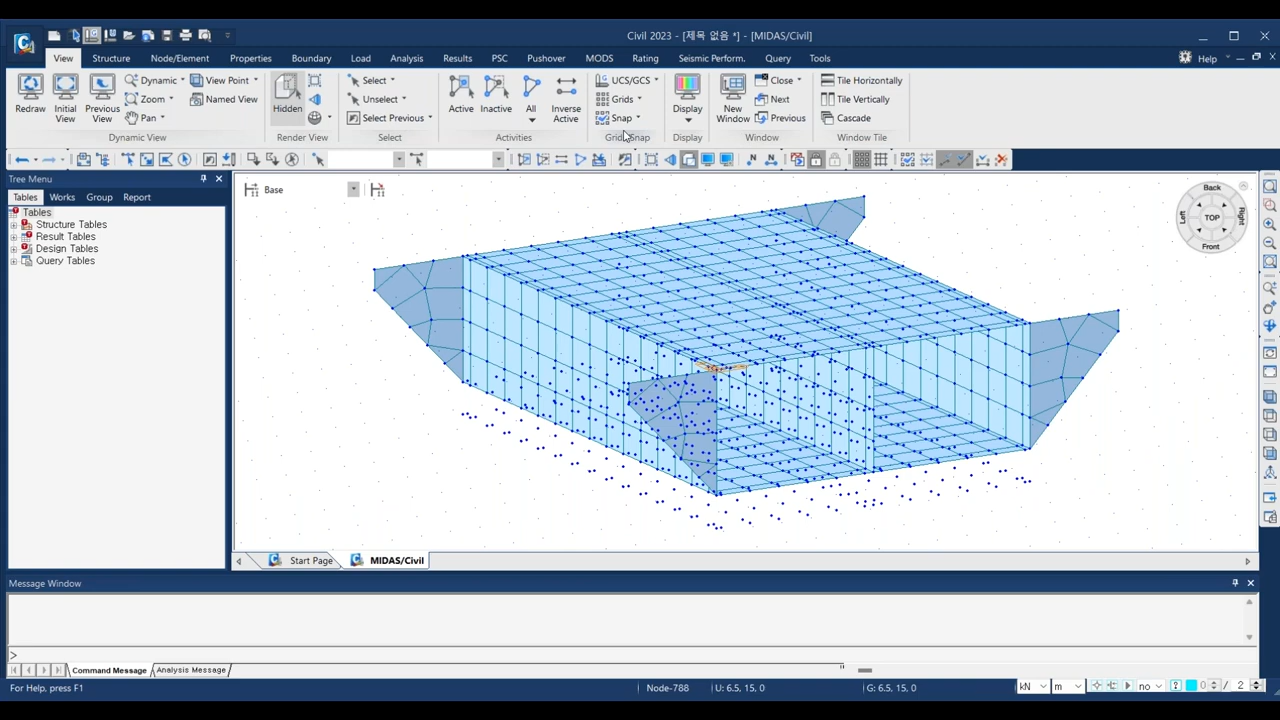 Civil 2023 - [제목 없음 *] - [MIDAS/Civil]
View Structure Node/Element Properties Boundary Load Analysis Results PSC Pushover MODS Rating Seismic Perform. Query Tools Help
Redraw
Initial View
Previous View
Dynamic
Zoom
Pan
View Point
Named View
Dynamic View
Hidden
Render View
Select
Unselect
Select Previous
Select
Active
Inactive
All
Inverse Active
Activities
UCS/GCS
Grids
Snap
Grid/Snap
Display
Display
New Window
Close
Next
Previous
Window
Tile Horizontally
Tile Vertically
Cascade
Window Tile
Tree Menu
Tables Works Group Report
Tables
Structure Tables
Result Tables
Design Tables
Query Tables
Base
Back
Left
TOP
Right
Front
Start Page
MIDAS/Civil
Message Window
>
Command Message
Analysis Message
For Help, press F1
Node-788
U: 6.5, 15, 0
G: 6.5, 15, 0
kN
m
no
0
/ 2